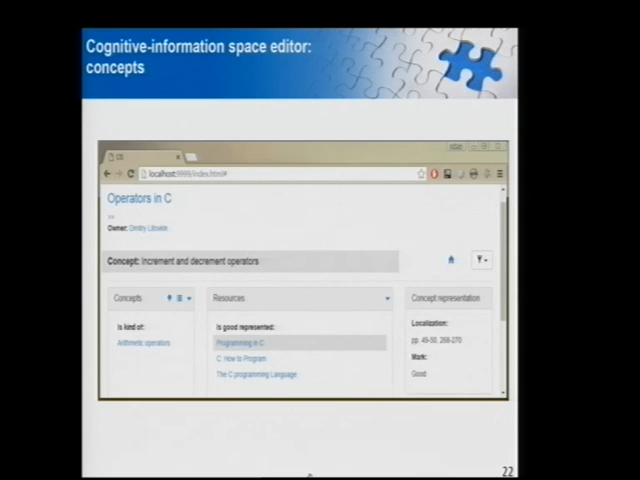 Cognitive-information space editor:
concepts
CIS
localhost:9999/index.html#
Operators in C
Owner: Dmitry Litovkin
Concept: Increment and decrement operators
Concepts
Resources
Concept representation
Is kind of:
Arithmetic operators
Is good represented:
Programming in C
C: How to Program
The C programming Language
Localization:
pp. 49-50, 268-270
Mark:
Good
22